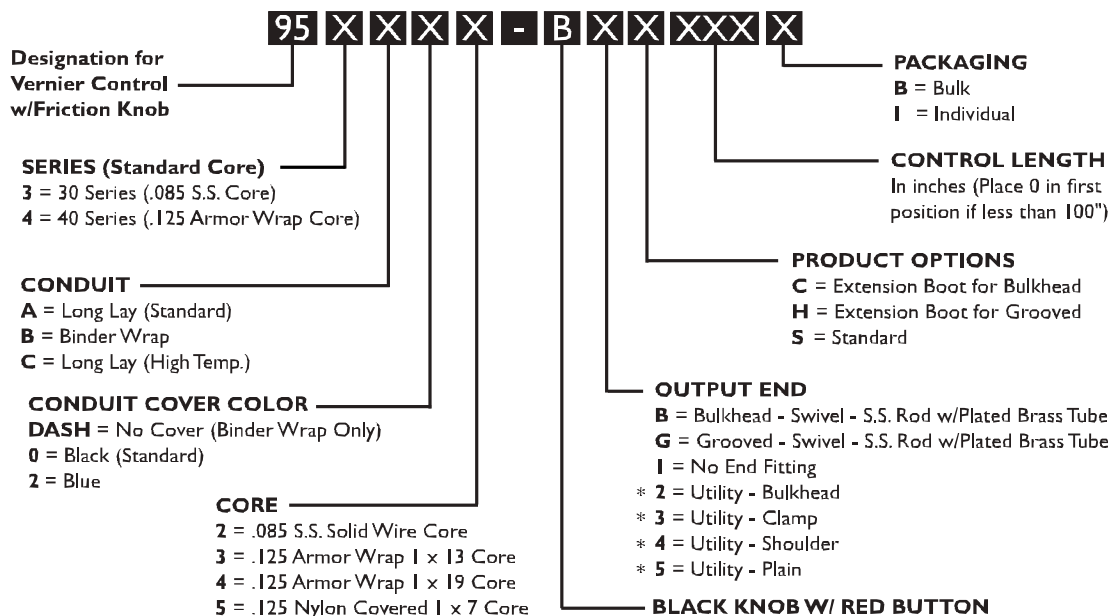 95 X X X X - B X X XXX X
Designation for
Vernier Control
w/Friction Knob
SERIES (Standard Core)
3 = 30 Series (.085 S.S. Core)
4 = 40 Series (.125 Armor Wrap Core)
CONDUIT
A = Long Lay (Standard)
B = Binder Wrap
C = Long Lay (High Temp.)
CONDUIT COVER COLOR
DASH = No Cover (Binder Wrap Only)
0 = Black (Standard)
2 = Blue
CORE
2 = .085 S.S. Solid Wire Core
3 = .125 Armor Wrap 1 x 13 Core
4 = .125 Armor Wrap 1 x 19 Core
5 = .125 Nylon Covered 1 x 7 Core
PACKAGING
B = Bulk
I = Individual
CONTROL LENGTH
In inches (Place 0 in first
position if less than 100")
PRODUCT OPTIONS
C = Extension Boot for Bulkhead
H = Extension Boot for Grooved
S = Standard
OUTPUT END
B = Bulkhead - Swivel - S.S. Rod w/Plated Brass Tube
G = Grooved - Swivel - S.S. Rod w/Plated Brass Tube
1 = No End Fitting
* 2 = Utility - Bulkhead
* 3 = Utility - Clamp
* 4 = Utility - Shoulder
* 5 = Utility - Plain
BLACK KNOB W/ RED BUTTON